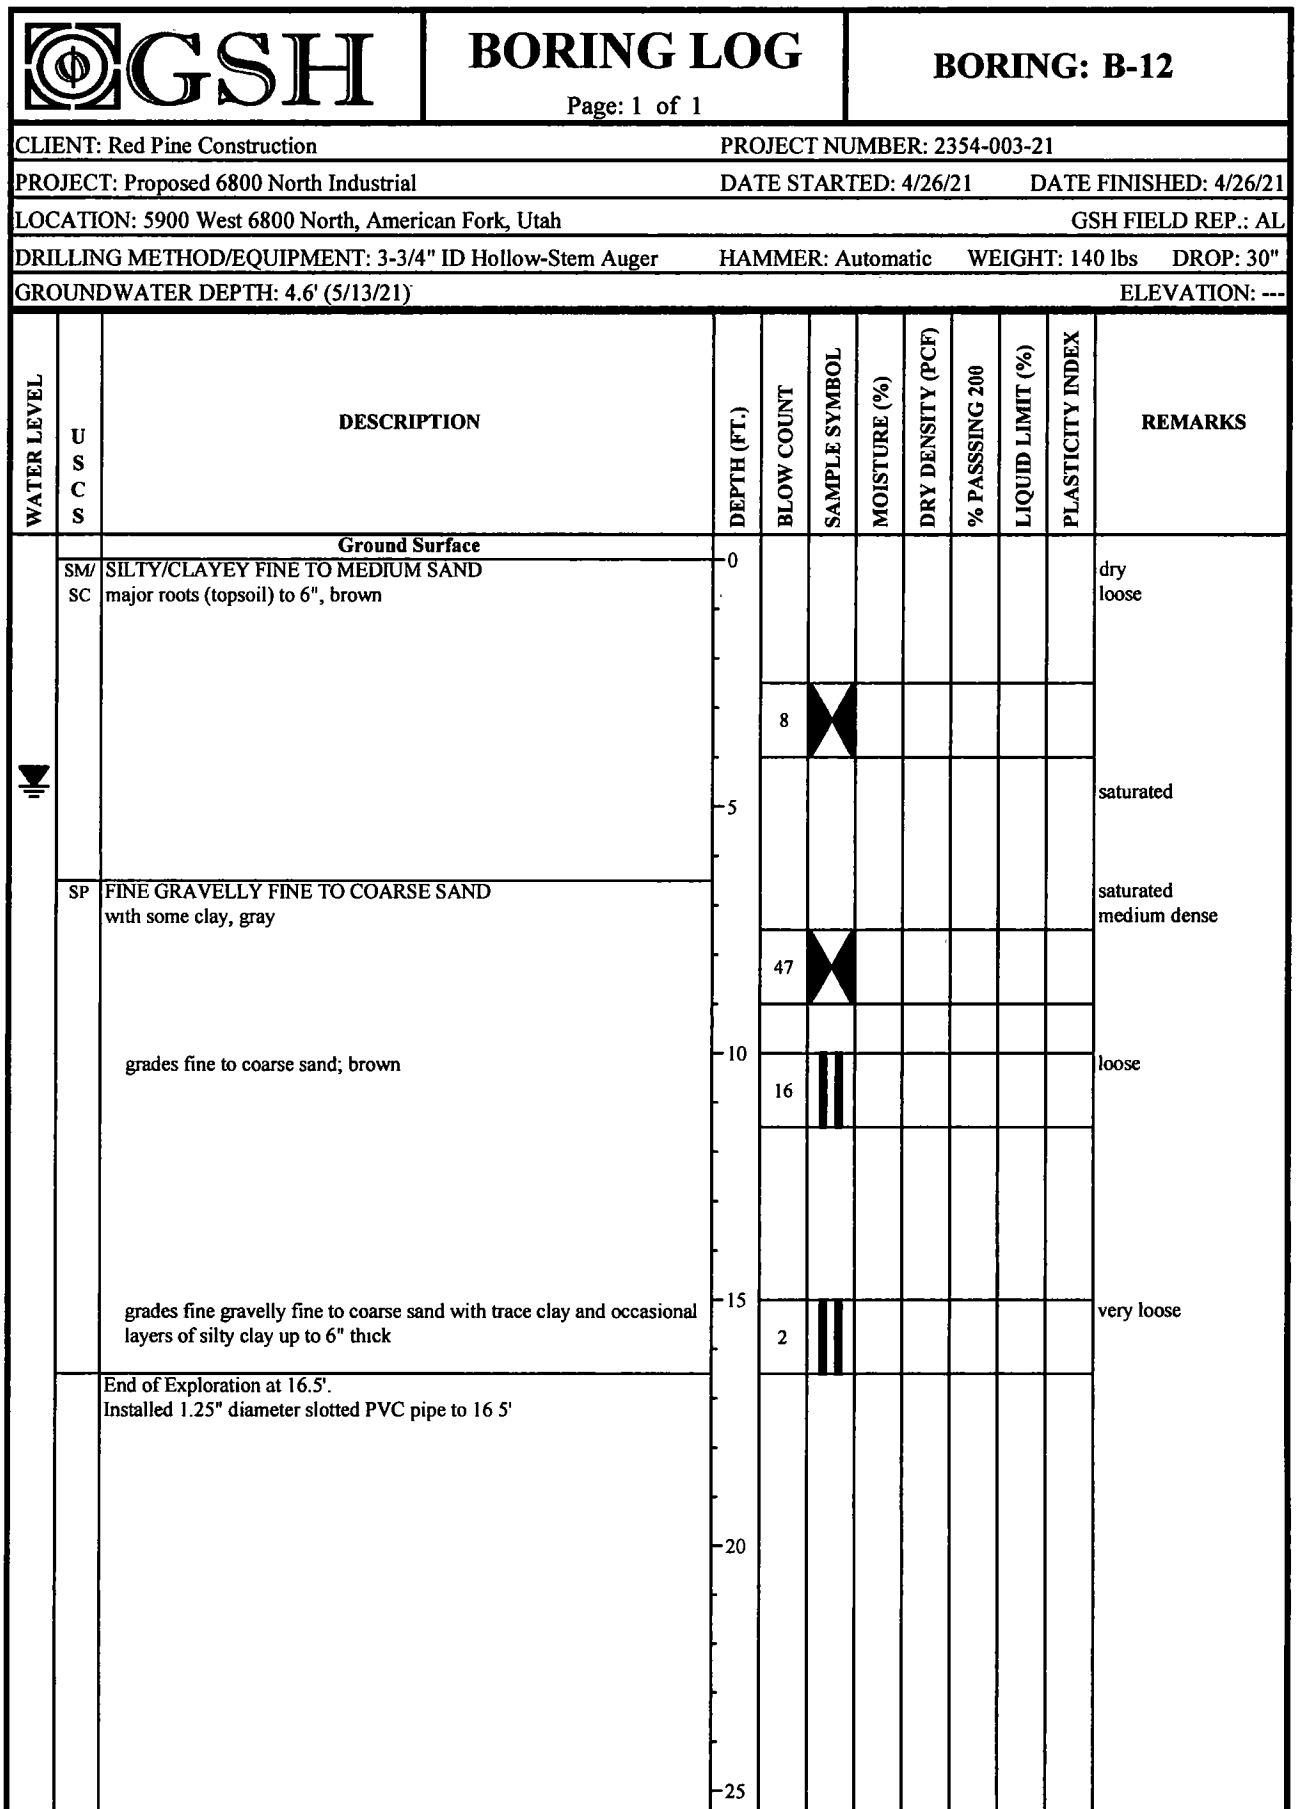 GSH
BORING LOG
Page: 1 of 1
BORING: B-12
CLIENT: Red Pine Construction PROJECT NUMBER: 2354-003-21
PROJECT: Proposed 6800 North Industrial DATE STARTED: 4/26/21 DATE FINISHED: 4/26/21
LOCATION: 5900 West 6800 North, American Fork, Utah GSH FIELD REP.: AL
DRILLING METHOD/EQUIPMENT: 3-3/4" ID Hollow-Stem Auger HAMMER: Automatic WEIGHT: 140 lbs DROP: 30"
GROUNDWATER DEPTH: 4.6' (5/13/21) ELEVATION: ---
WATER LEVEL
U
S
C
S
DESCRIPTION
DEPTH (FT.)
BLOW COUNT
SAMPLE SYMBOL
MOISTURE (%)
DRY DENSITY (PCF)
% PASSSING 200
LIQUID LIMIT (%)
PLASTICITY INDEX
REMARKS
Ground Surface
0
SM/ SILTY/CLAYEY FINE TO MEDIUM SAND dry
SC major roots (topsoil) to 6", brown loose
8
saturated
5
SP FINE GRAVELLY FINE TO COARSE SAND saturated
with some clay, gray medium dense
47
10
grades fine to coarse sand; brown loose
16
15
grades fine gravelly fine to coarse sand with trace clay and occasional very loose
layers of silty clay up to 6" thick
2
End of Exploration at 16.5'.
Installed 1.25" diameter slotted PVC pipe to 16 5'
20
25